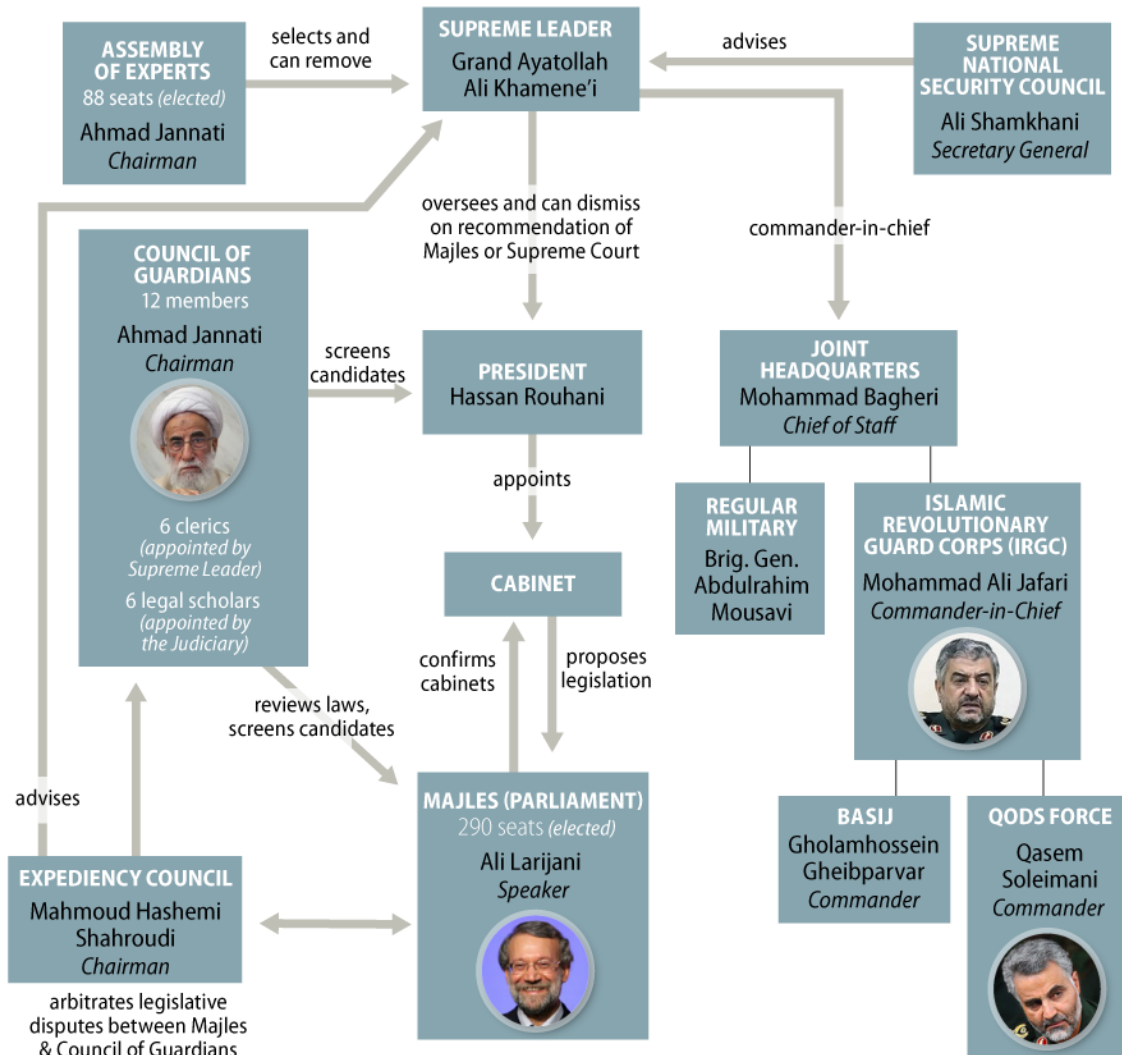 ASSEMBLY
OF EXPERTS
88 seats (elected)
Ahmad Jannati
Chairman
selects and
can remove
SUPREME LEADER
Grand Ayatollah
Ali Khamene’i
advises
SUPREME
NATIONAL
SECURITY COUNCIL
Ali Shamkhani
Secretary General
oversees and can dismiss
on recommendation of
Majles or Supreme Court
commander-in-chief
COUNCIL OF
GUARDIANS
12 members
Ahmad Jannati
Chairman
6 clerics
(appointed by
Supreme Leader)
6 legal scholars
(appointed by
the Judiciary)
screens
candidates
PRESIDENT
Hassan Rouhani
JOINT
HEADQUARTERS
Mohammad Bagheri
Chief of Staff
appoints
REGULAR
MILITARY
Brig. Gen.
Abdulrahim
Mousavi
ISLAMIC
REVOLUTIONARY
GUARD CORPS (IRGC)
Mohammad Ali Jafari
Commander-in-Chief
CABINET
confirms
cabinets
proposes
legislation
reviews laws,
screens candidates
advises
MAJLES (PARLIAMENT)
290 seats (elected)
Ali Larijani
Speaker
BASIJ
Gholamhossein
Gheibparvar
Commander
QODS FORCE
Qasem
Soleimani
Commander
EXPEDIENCY COUNCIL
Mahmoud Hashemi
Shahroudi
Chairman
arbitrates legislative
disputes between Majles
& Council of Guardians